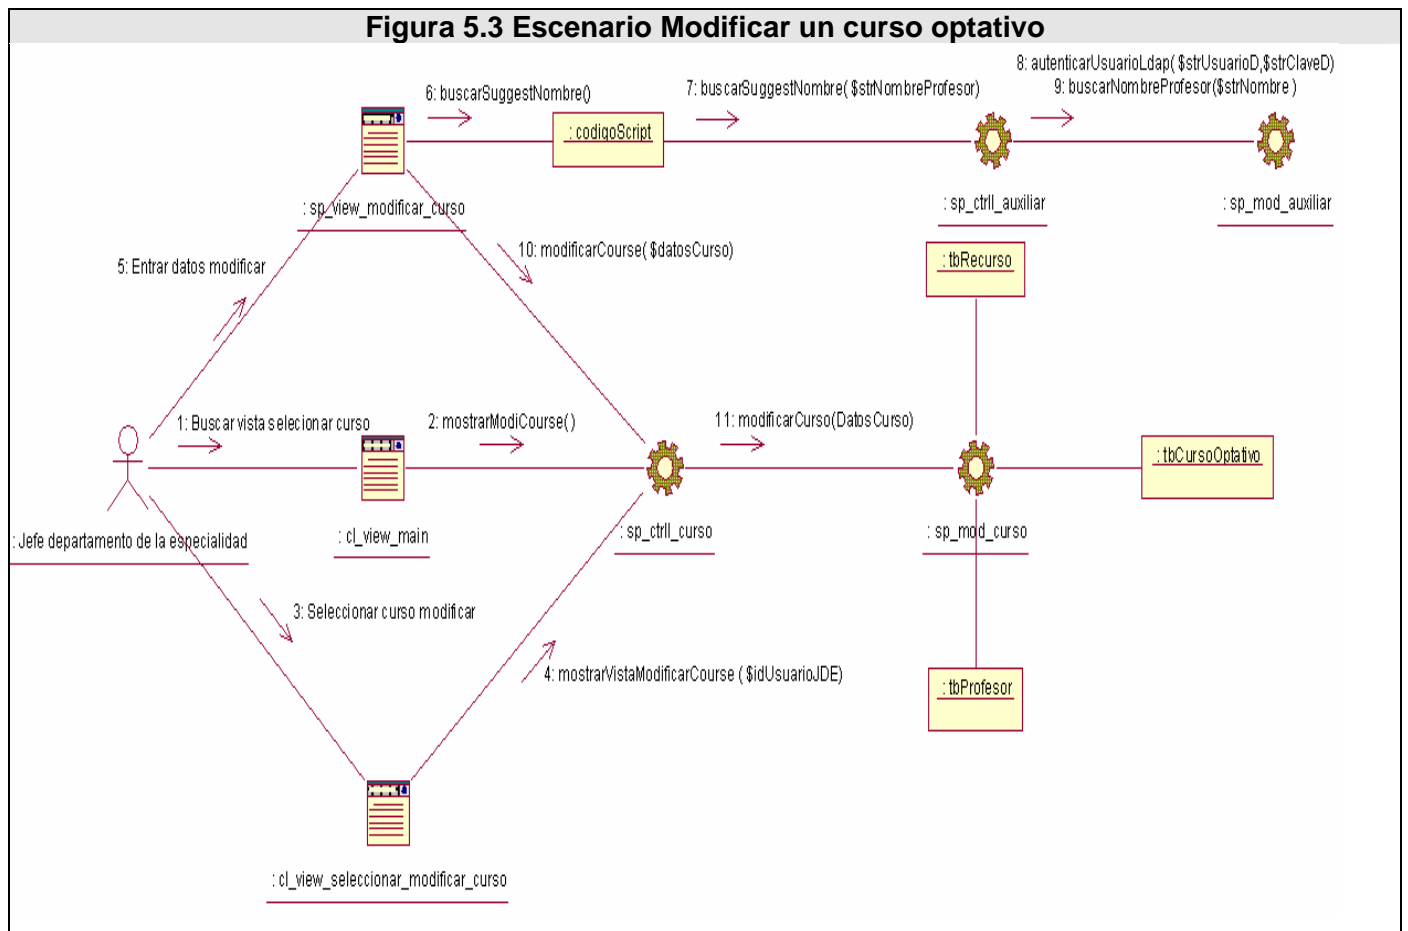 Figura 5.3 Escenario Modificar un curso optativo
8: autenticarUsuarioLdap( $strUsuarioD,$strClaveD)
9: buscarNombreProfesor($strNombre )
6: buscarSuggestNombre()
7: buscarSuggestNombre( $strNombreProfesor)
: codigoScript
: sp_view_modificar_curso
: sp_ctrll_auxiliar
: sp_mod_auxiliar
10: modificarCourse( $datosCurso)
5: Entrar datos modificar
: tbRecurso
1: Buscar vista selecionar curso
2: mostrarModiCourse( )
11: modificarCurso(DatosCurso)
: tbCursoOptativo
: Jefe departamento de la especialidad
: cl_view_main
: sp_ctrll_curso
: sp_mod_curso
3: Seleccionar curso modificar
4: mostrarVistaModificarCourse ( $idUsuarioJDE)
: tbProfesor
: cl_view_seleccionar_modificar_curso